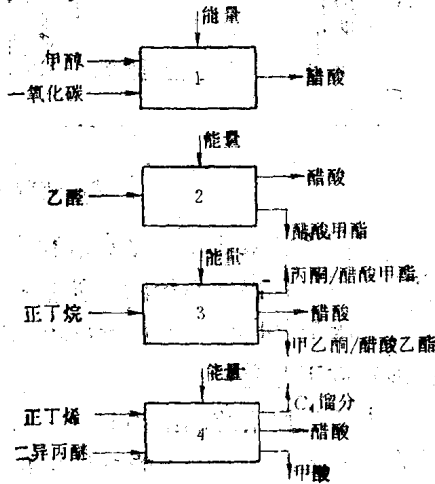 能量
甲醇
1
醋酸
一氧化碳
能量
醋酸
乙醛
2
醋酸甲酯
能量
丙酮/醋酸甲酯
正丁烷
3
醋酸
甲乙酮/醋酸乙酯
能量
C₄馏分
正丁烯
4
醋酸
二异丙醚
甲酸